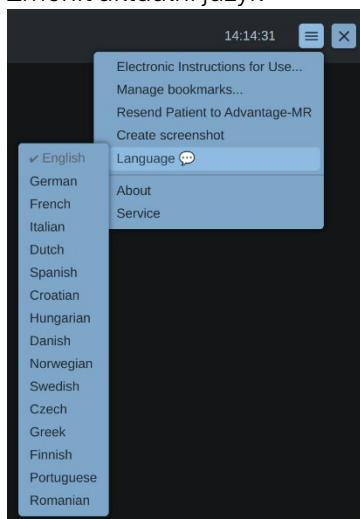 Změnit aktuální jazyk
14:14:31
Electronic Instructions for Use...
Manage bookmarks...
Resend Patient to Advantage-MR
Create screenshot
Language 💬
About
Service
✔ English
German
French
Italian
Dutch
Spanish
Croatian
Hungarian
Danish
Norwegian
Swedish
Czech
Greek
Finnish
Portuguese
Romanian